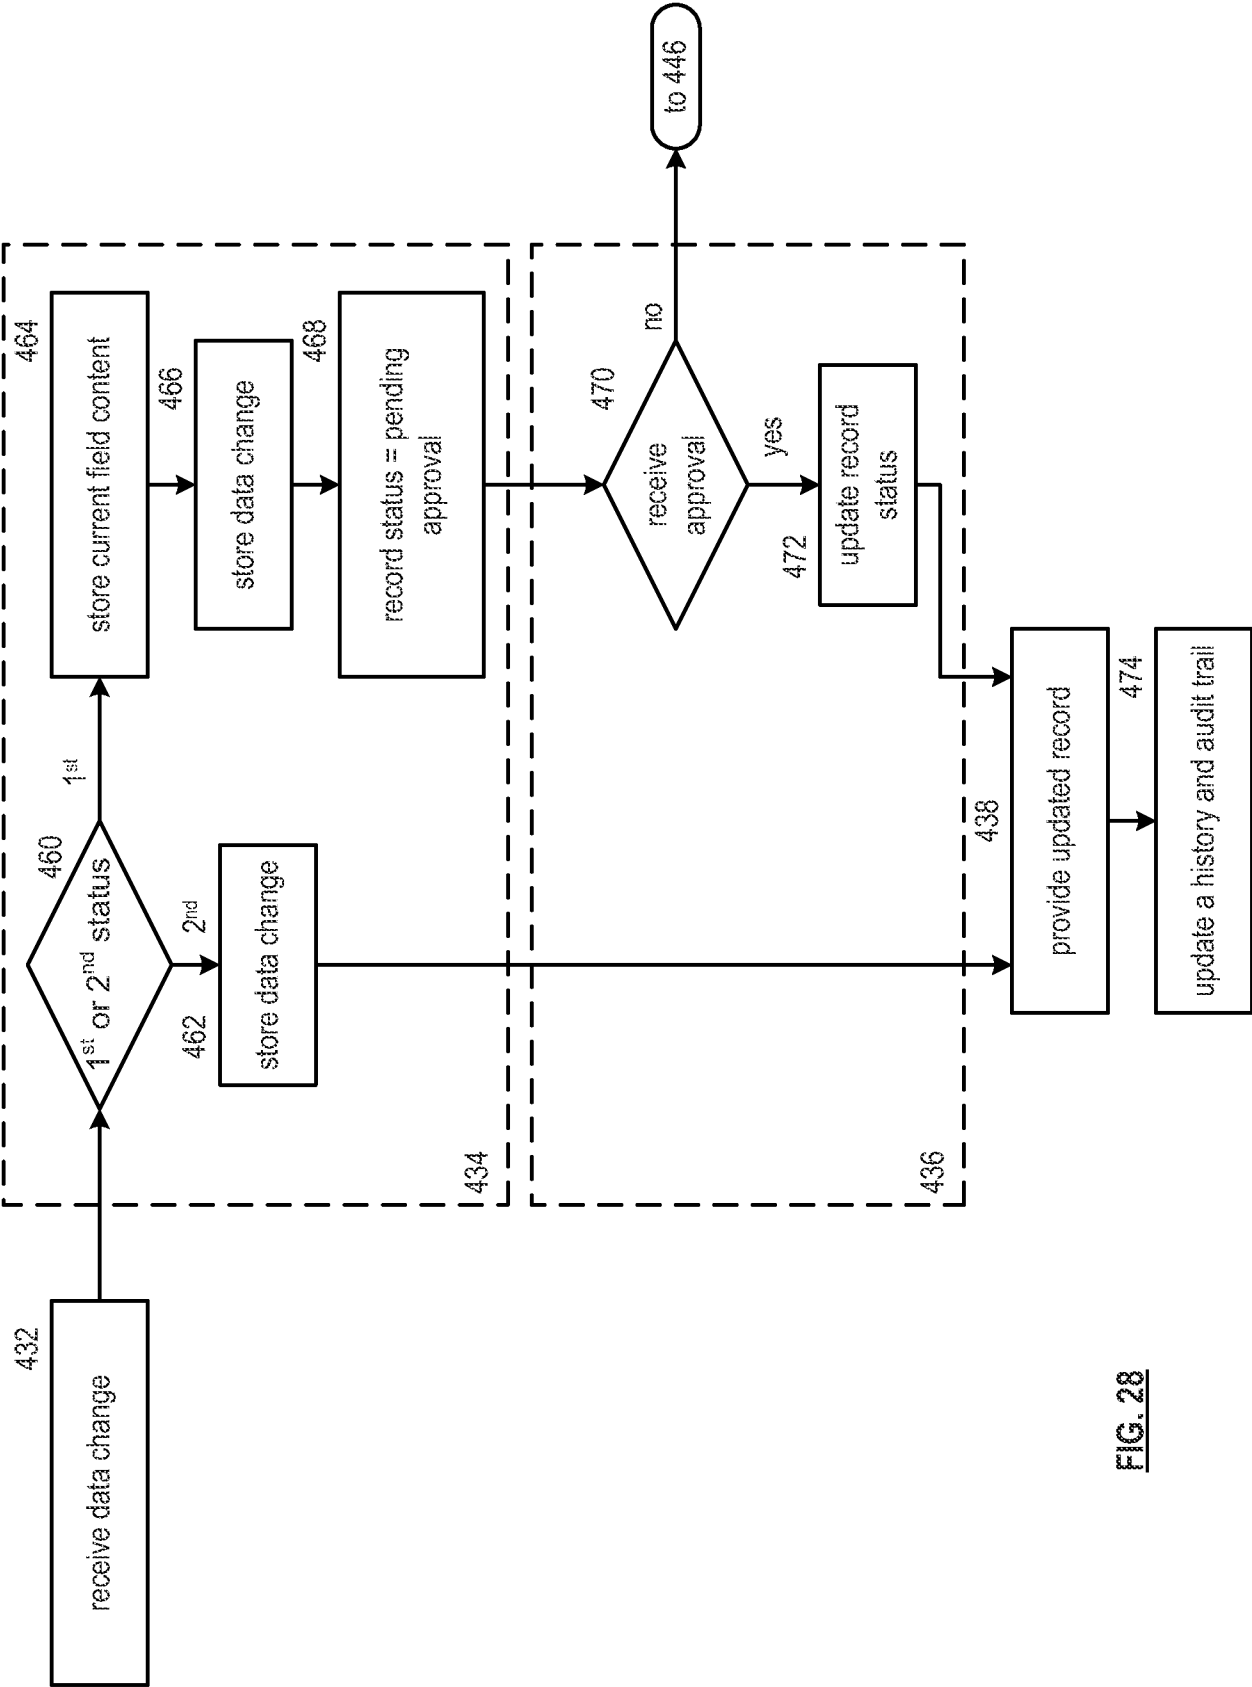 432
receive data change
460
1st or 2nd status
1st
2nd
462
store data change
464
store current field content
466
store data change
468
record status = pending
approval
434
470
receive
approval
no
to 446
yes
472
update record
status
436
438
provide updated record
474
update a history and audit trail
FIG. 28